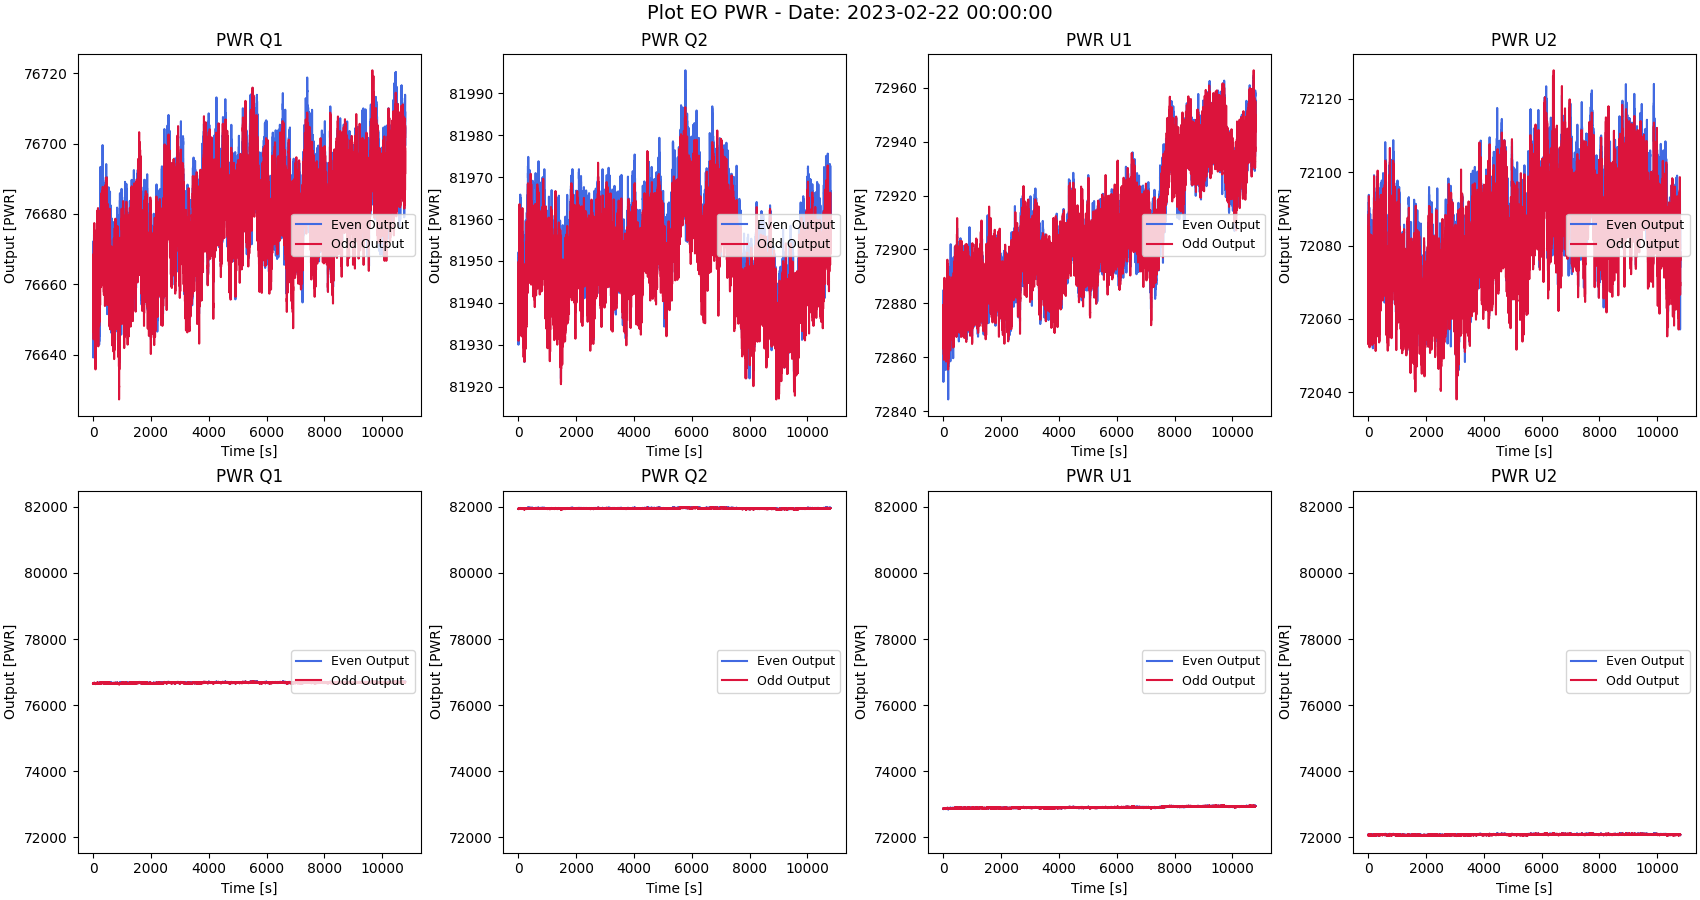 Plot EO PWR - Date: 2023-02-22 00:00:00
PWR Q1
Output [PWR]
76720
76700
76680
76660
76640
0 2000 4000 6000 8000 10000
Time [s]
Even Output
Odd Output
PWR Q2
Output [PWR]
81990
81980
81970
81960
81950
81940
81930
81920
0 2000 4000 6000 8000 10000
Time [s]
Even Output
Odd Output
PWR U1
Output [PWR]
72960
72940
72920
72900
72880
72860
72840
0 2000 4000 6000 8000 10000
Time [s]
Even Output
Odd Output
PWR U2
Output [PWR]
72120
72100
72080
72060
72040
0 2000 4000 6000 8000 10000
Time [s]
Even Output
Odd Output
PWR Q1
Output [PWR]
82000
80000
78000
76000
74000
72000
0 2000 4000 6000 8000 10000
Time [s]
Even Output
Odd Output
PWR Q2
Output [PWR]
82000
80000
78000
76000
74000
72000
0 2000 4000 6000 8000 10000
Time [s]
Even Output
Odd Output
PWR U1
Output [PWR]
82000
80000
78000
76000
74000
72000
0 2000 4000 6000 8000 10000
Time [s]
Even Output
Odd Output
PWR U2
Output [PWR]
82000
80000
78000
76000
74000
72000
0 2000 4000 6000 8000 10000
Time [s]
Even Output
Odd Output